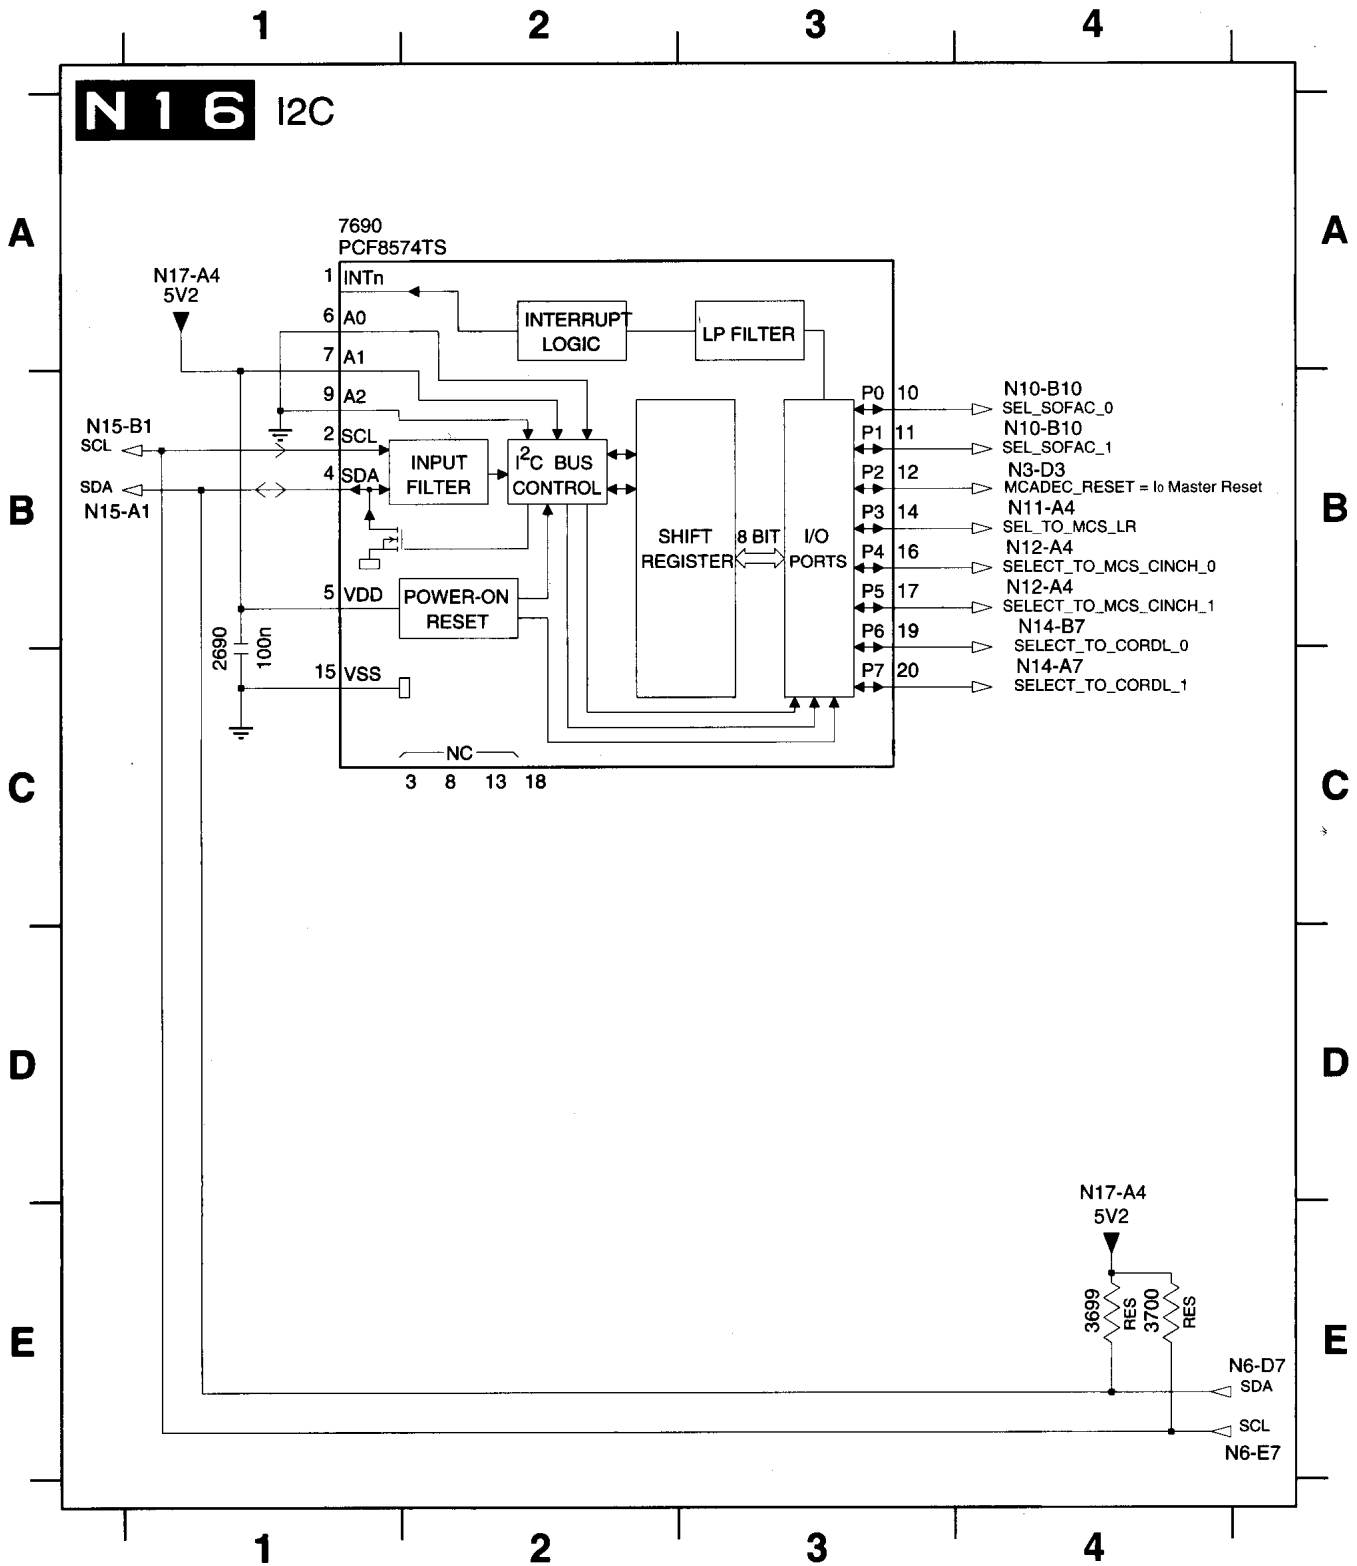 1 2 3 4
N16 I2C
A A
7690
PCF8574TS
N17-A4
5V2
1 INTn
6 A0
7 A1
9 A2
2 SCL
4 SDA
5 VDD
15 VSS
INTERRUPT
LOGIC
LP FILTER
N15-B1
SCL
SDA
N15-A1
B B
INPUT
FILTER
I2C BUS
CONTROL
SHIFT
REGISTER
8 BIT
I/O
PORTS
POWER-ON
RESET
2690
100n
P0 10
N10-B10
SEL_SOFAC_0
P1 11
N10-B10
SEL_SOFAC_1
P2 12
N3-D3
MCADEC_RESET = I0 Master Reset
P3 14
N11-A4
SEL_TO_MCS_LR
P4 16
N12-A4
SELECT_TO_MCS_CINCH_0
P5 17
N12-A4
SELECT_TO_MCS_CINCH_1
P6 19
N14-B7
SELECT_TO_CORDL_0
P7 20
N14-A7
SELECT_TO_CORDL_1
NC
3 8 13 18
C C
D D
N17-A4
5V2
3699
RES
3700
RES
E E
N6-D7
SDA
SCL
N6-E7
1 2 3 4